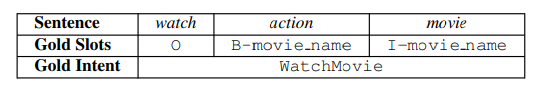 Sentence watch action movie
Gold Slots O B-movie_name I-movie_name
Gold Intent WatchMovie